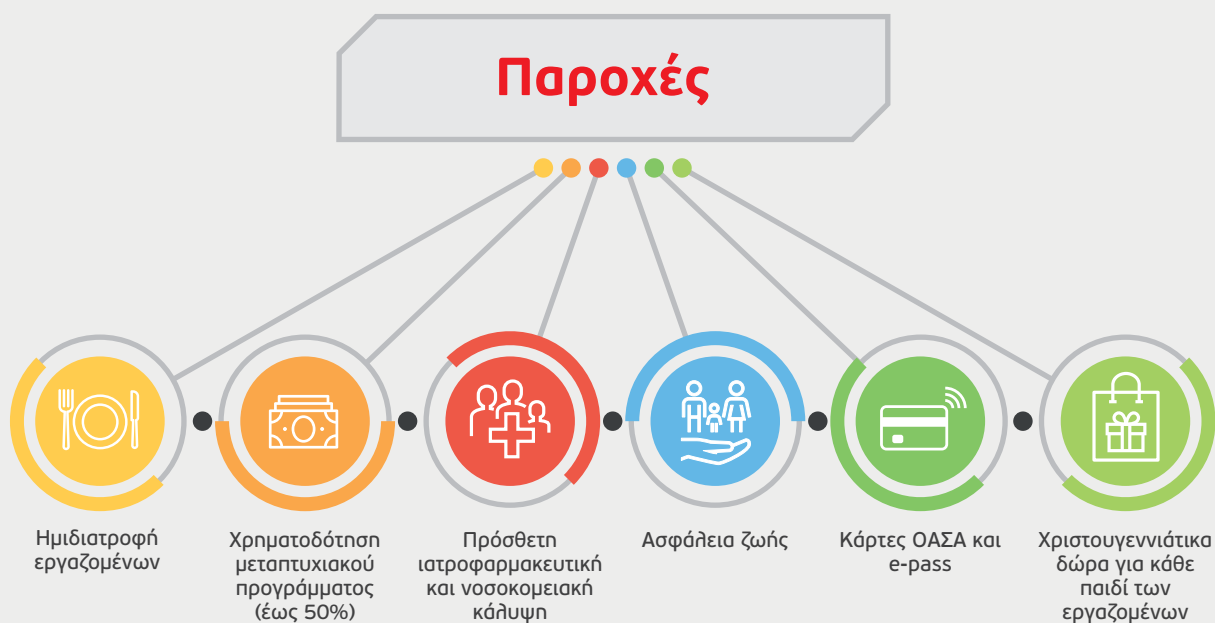 Παροχές
Ημιδιατροφή
εργαζομένων
Χρηματοδότηση
μεταπτυχιακού
προγράμματος
(έως 50%)
Πρόσθετη
ιατροφαρμακευτική
και νοσοκομειακή
κάλυψη
Ασφάλεια ζωής
Κάρτες ΟΑΣΑ και
e-pass
Χριστουγεννιάτικα
δώρα για κάθε
παιδί των
εργαζομένων